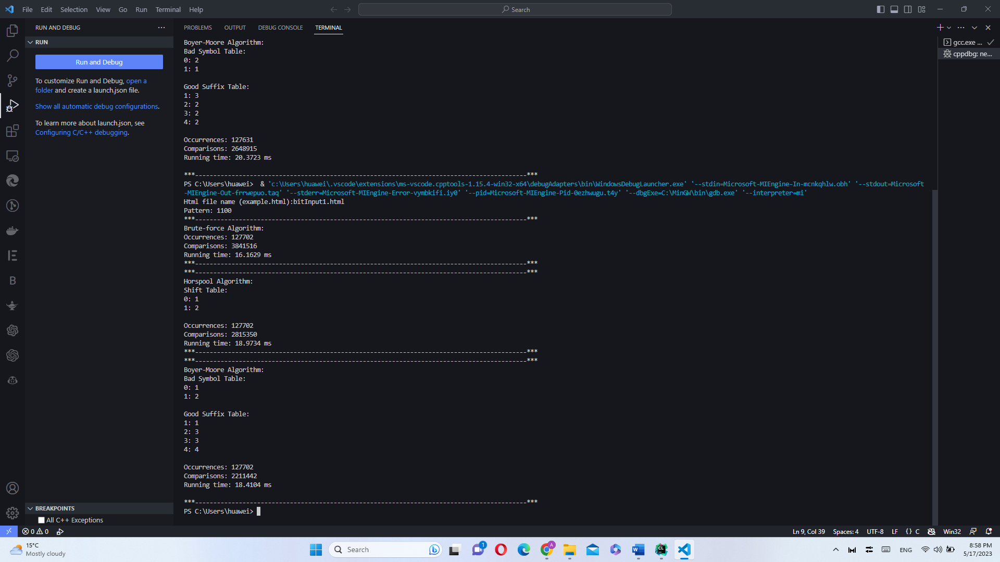 File Edit Selection View Go Run Terminal Help
Search
RUN AND DEBUG
RUN
Run and Debug
To customize Run and Debug, open a
folder and create a launch.json file.
Show all automatic debug configurations.
To learn more about launch.json, see
Configuring C/C++ debugging.
BREAKPOINTS
All C++ Exceptions
PROBLEMS OUTPUT DEBUG CONSOLE TERMINAL
gcc.exe ...
cppdbg: ne...
Boyer-Moore Algorithm:
Bad Symbol Table:
0: 2
1: 1
Good Suffix Table:
1: 3
2: 2
3: 2
4: 2
Occurrences: 127631
Comparisons: 2648915
Running time: 20.3723 ms
***-------------------------------------------------------------------------------------------***
PS C:\Users\huawei>  & 'c:\Users\huawei\.vscode\extensions\ms-vscode.cpptools-1.15.4-win32-x64\debugAdapters\bin\WindowsDebugLauncher.exe' '--stdin=Microsoft-MIEngine-In-mcnkqhlw.obh' '--stdout=Microsoft
-MIEngine-Out-frrwepuo.taq' '--stderr=Microsoft-MIEngine-Error-vymbkifi.iy0' '--pid=Microsoft-MIEngine-Pid-0ezhwugu.t4y' '--dbgExe=C:\MinGW\bin\gdb.exe' '--interpreter=mi'
Html file name (example.html):bitInput1.html
Pattern: 1100
***-------------------------------------------------------------------------------------------***
Brute-force Algorithm:
Occurrences: 127702
Comparisons: 3841516
Running time: 16.1629 ms
***-------------------------------------------------------------------------------------------***
***-------------------------------------------------------------------------------------------***
Horspool Algorithm:
Shift Table:
0: 1
1: 2
Occurrences: 127702
Comparisons: 2815350
Running time: 18.9734 ms
***-------------------------------------------------------------------------------------------***
***-------------------------------------------------------------------------------------------***
Boyer-Moore Algorithm:
Bad Symbol Table:
0: 1
1: 2
Good Suffix Table:
1: 1
2: 3
3: 3
4: 4
Occurrences: 127702
Comparisons: 2211442
Running time: 18.4104 ms
***-------------------------------------------------------------------------------------------***
PS C:\Users\huawei>
0 0
Ln 9, Col 39 Spaces: 4 UTF-8 LF {} C Win32
15°C
Mostly cloudy
Search
1
A
W
CL
ENG
8:58 PM
5/17/2023